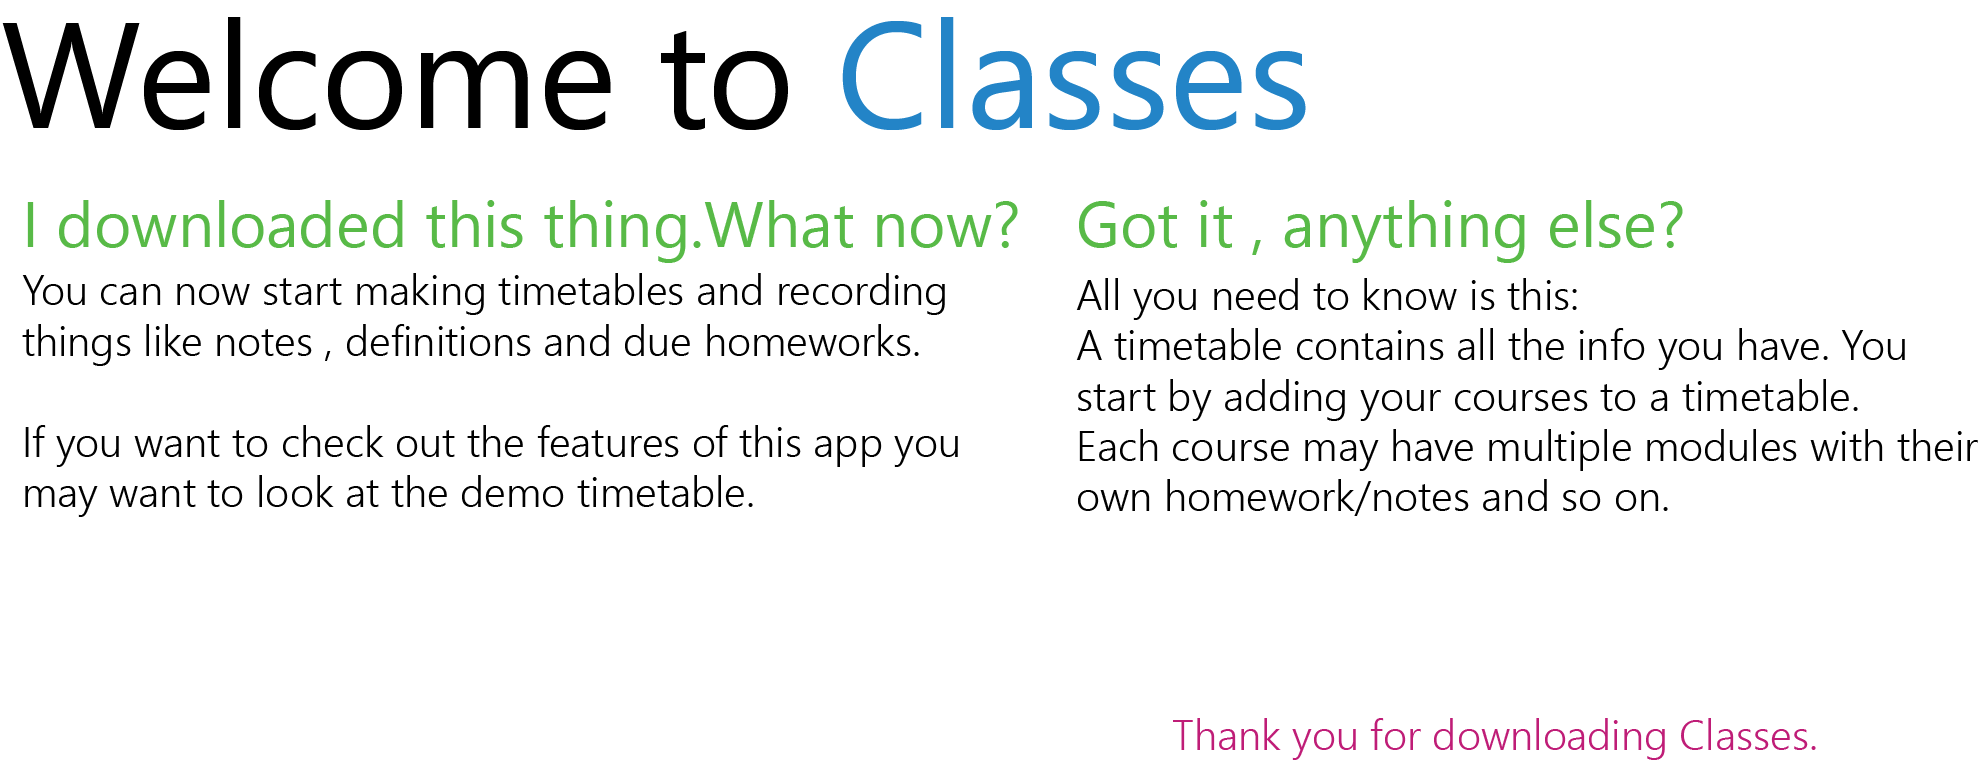 Welcome to Classes
I downloaded this thing.What now?
You can now start making timetables and recording
things like notes , definitions and due homeworks.
If you want to check out the features of this app you
may want to look at the demo timetable.
Got it , anything else?
All you need to know is this:
A timetable contains all the info you have. You
start by adding your courses to a timetable.
Each course may have multiple modules with their
own homework/notes and so on.
Thank you for downloading Classes.